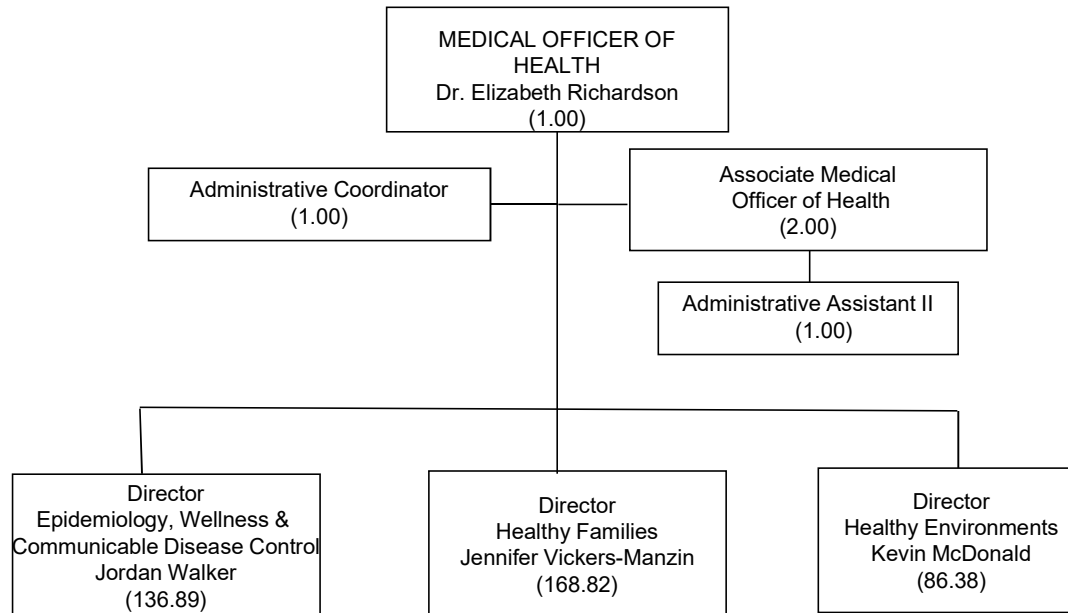 MEDICAL OFFICER OF
HEALTH
Dr. Elizabeth Richardson
(1.00)
Administrative Coordinator
(1.00)
Associate Medical
Officer of Health
(2.00)
Administrative Assistant II
(1.00)
Director
Epidemiology, Wellness &
Communicable Disease Control
Jordan Walker
(136.89)
Director
Healthy Families
Jennifer Vickers-Manzin
(168.82)
Director
Healthy Environments
Kevin McDonald
(86.38)